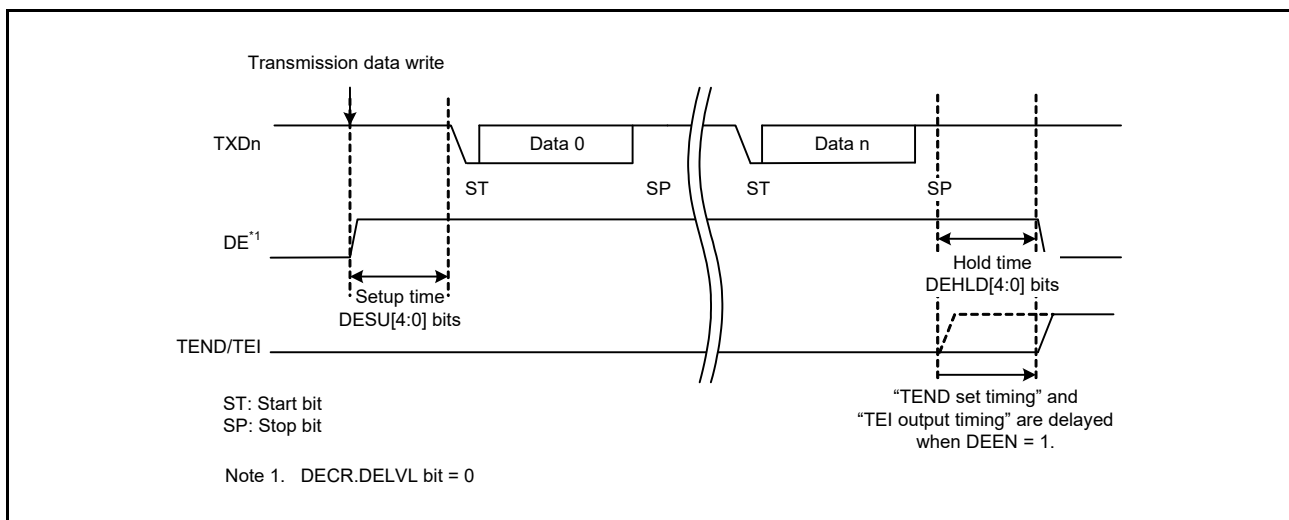 Transmission data write
TXDn
Data 0
Data n
ST
SP
ST
SP
DE*1
Setup time
DESU[4:0] bits
Hold time
DEHLD[4:0] bits
TEND/TEI
ST: Start bit
SP: Stop bit
“TEND set timing” and
“TEI output timing” are delayed
when DEEN = 1.
Note 1. DECR.DELVL bit = 0